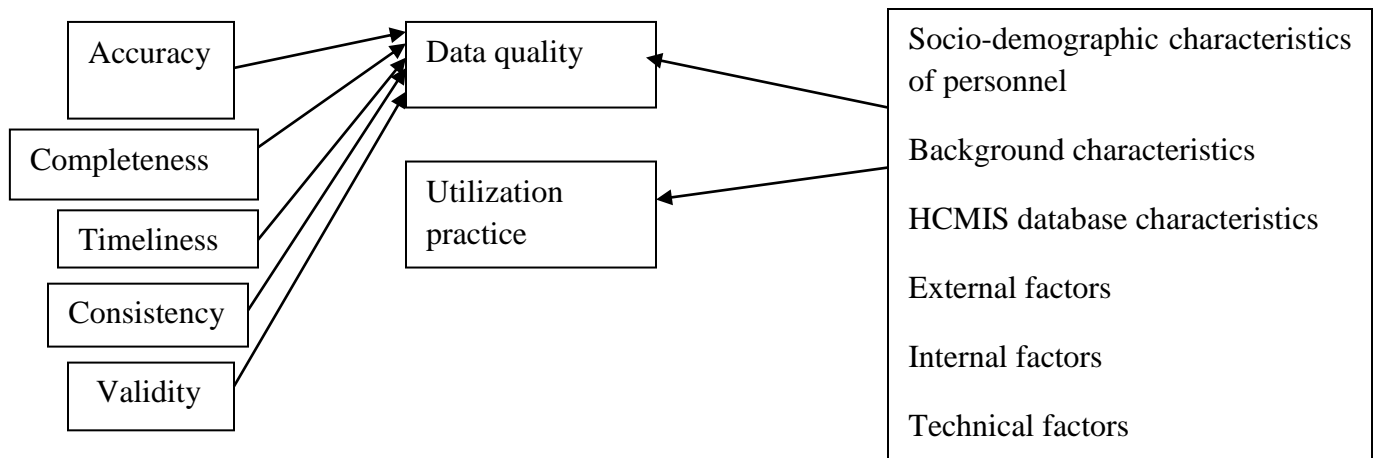 Accuracy
Completeness
Timeliness
Consistency
Validity
Data quality
Utilization
practice
Socio-demographic characteristics
of personnel
Background characteristics
HCMIS database characteristics
External factors
Internal factors
Technical factors